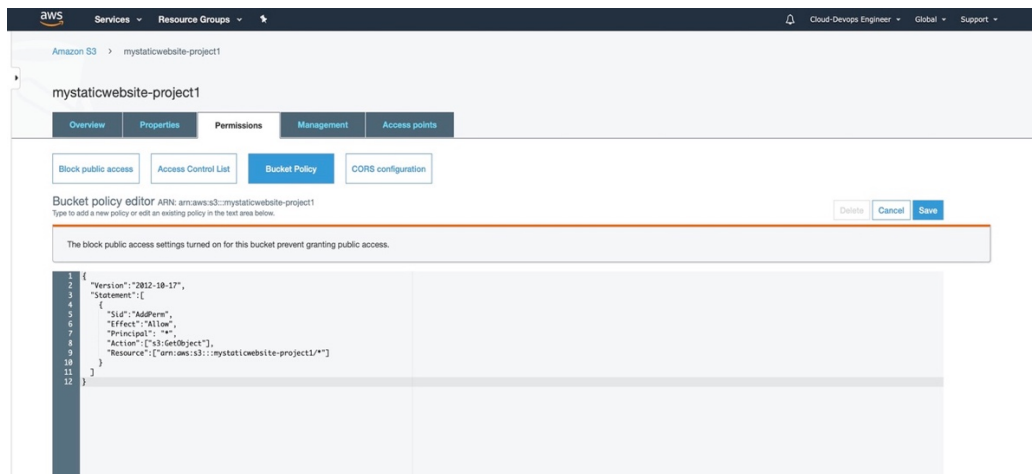 aws Services Resource Groups Cloud-Devops Engineer Global Support
Amazon S3 > mystaticwebsite-project1
mystaticwebsite-project1
Overview Properties Permissions Management Access points
Block public access Access Control List Bucket Policy CORS configuration
Bucket policy editor ARN: arn:aws:s3:::mystaticwebsite-project1
Type to add a new policy or edit an existing policy in the text area below.
Delete Cancel Save
The block public access settings turned on for this bucket prevent granting public access.
1 {
2 "Version":"2012-10-17",
3 "Statement":[
4 {
5 "Sid":"AddPerm",
6 "Effect":"Allow",
7 "Principal": "*",
8 "Action":["s3:GetObject"],
9 "Resource":["arn:aws:s3:::mystaticwebsite-project1/*"]
10 }
11 ]
12 }